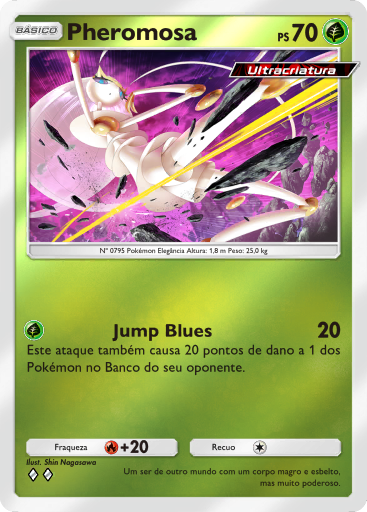 BÁSICO Pheromosa PS 70
Ultracriatura
Nº 0795 Pokémon Elegância Altura: 1,8 m Peso: 25,0 kg
Jump Blues 20
Este ataque também causa 20 pontos de dano a 1 dos
Pokémon no Banco do seu oponente.
Fraqueza +20 Recuo
Ilust. Shin Nagasawa
Um ser de outro mundo com um corpo magro e esbelto,
mas muito poderoso.